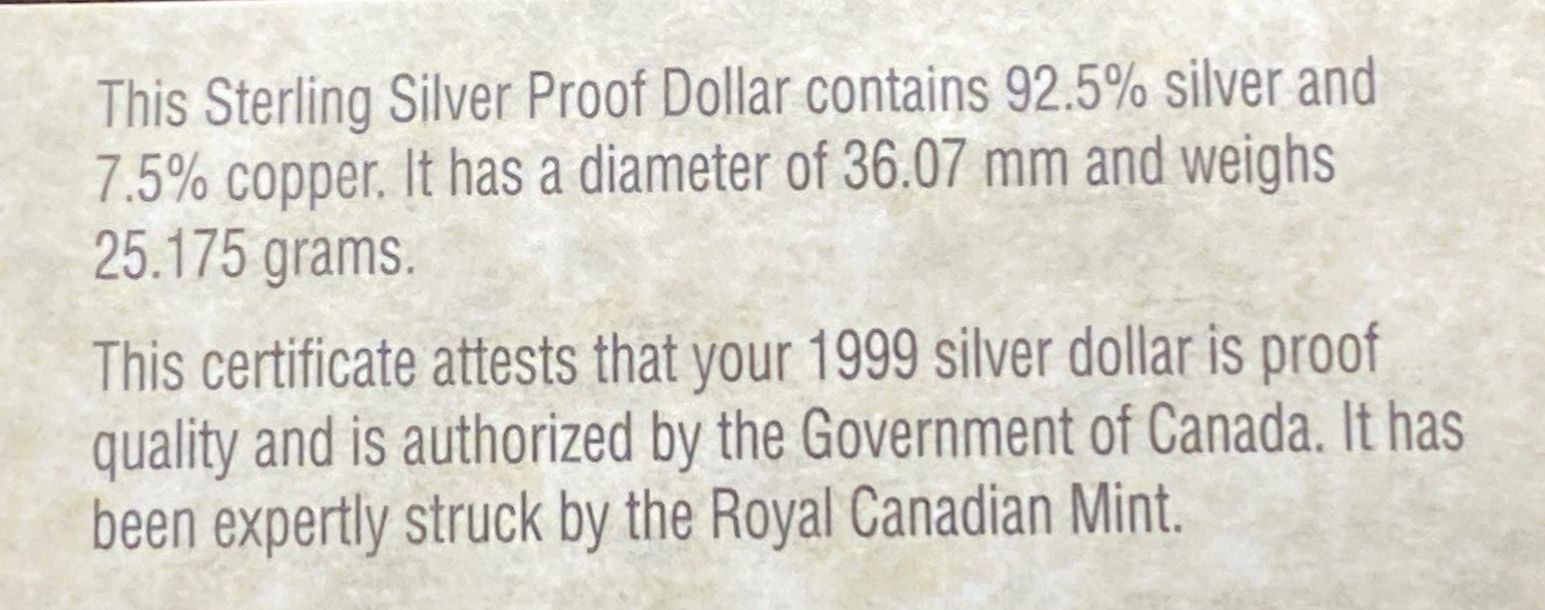 This Sterling Silver Proof Dollar contains 92.5% silver and
7.5% copper. It has a diameter of 36.07 mm and weighs
25.175 grams.
This certificate attests that your 1999 silver dollar is proof
quality and is authorized by the Government of Canada. It has
been expertly struck by the Royal Canadian Mint.